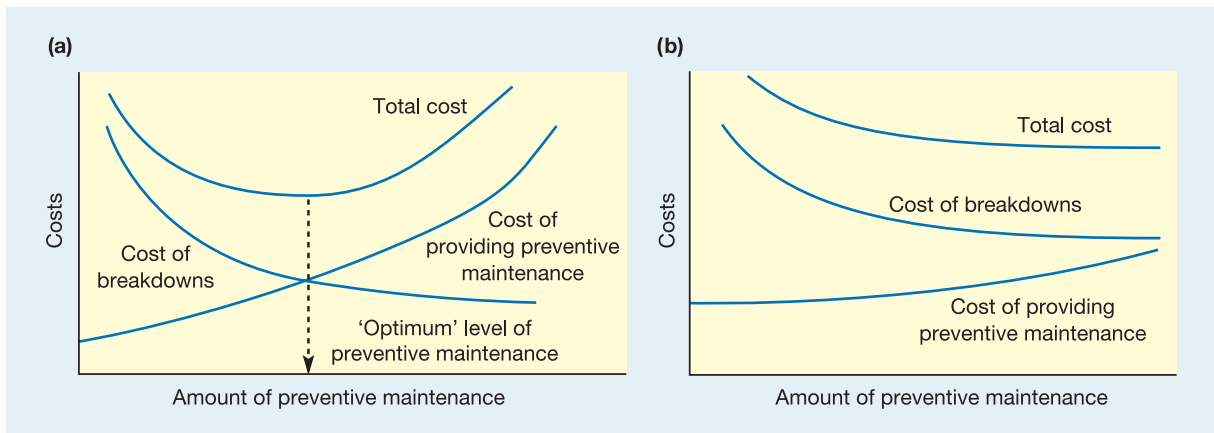 (a)
Total cost
Costs
Cost of
breakdowns
Cost of
providing preventive
maintenance
‘Optimum’ level of
preventive maintenance
Amount of preventive maintenance
(b)
Total cost
Cost of breakdowns
Costs
Cost of providing
preventive maintenance
Amount of preventive maintenance